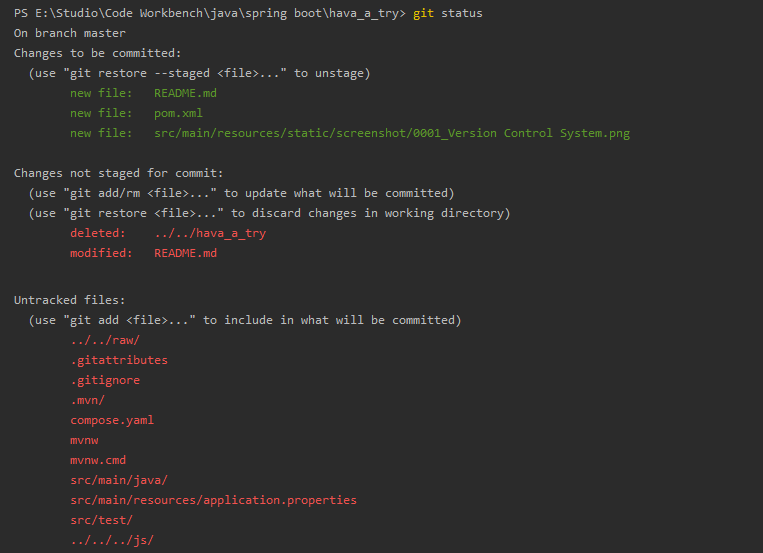 PS E:\Studio\Code Workbench\java\spring boot\hava_a_try> git status
On branch master
Changes to be committed:
  (use "git restore --staged <file>..." to unstage)
        new file:   README.md
        new file:   pom.xml
        new file:   src/main/resources/static/screenshot/0001_Version Control System.png

Changes not staged for commit:
  (use "git add/rm <file>..." to update what will be committed)
  (use "git restore <file>..." to discard changes in working directory)
        deleted:    ../../hava_a_try
        modified:   README.md

Untracked files:
  (use "git add <file>..." to include in what will be committed)
        ../../raw/
        .gitattributes
        .gitignore
        .mvn/
        compose.yaml
        mvnw
        mvnw.cmd
        src/main/java/
        src/main/resources/application.properties
        src/test/
        ../../../js/